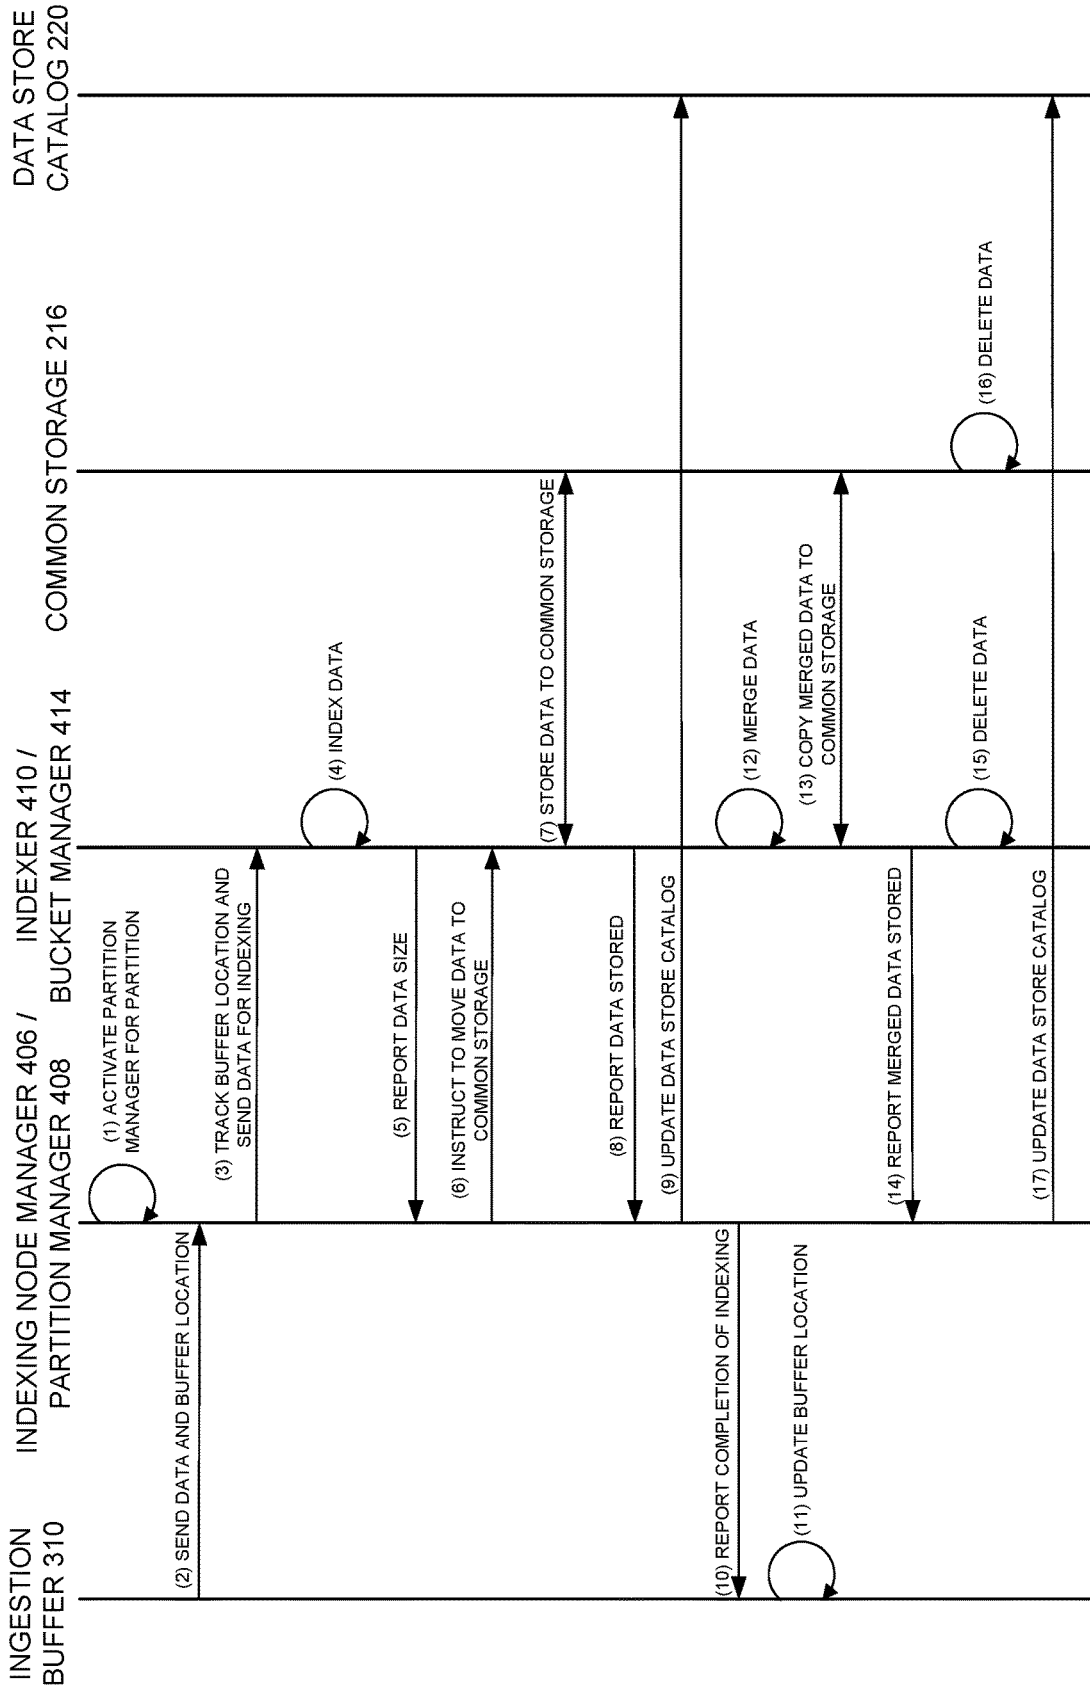 INGESTION
BUFFER 310
INDEXING NODE MANAGER 406 /
PARTITION MANAGER 408
INDEXER 410 /
BUCKET MANAGER 414
COMMON STORAGE 216
DATA STORE
CATALOG 220
(1) ACTIVATE PARTITION
MANAGER FOR PARTITION
(2) SEND DATA AND BUFFER LOCATION
(3) TRACK BUFFER LOCATION AND
SEND DATA FOR INDEXING
(4) INDEX DATA
(5) REPORT DATA SIZE
(6) INSTRUCT TO MOVE DATA TO
COMMON STORAGE
(7) STORE DATA TO COMMON STORAGE
(8) REPORT DATA STORED
(9) UPDATE DATA STORE CATALOG
(10) REPORT COMPLETION OF INDEXING
(11) UPDATE BUFFER LOCATION
(12) MERGE DATA
(13) COPY MERGED DATA TO
COMMON STORAGE
(14) REPORT MERGED DATA STORED
(15) DELETE DATA
(16) DELETE DATA
(17) UPDATE DATA STORE CATALOG